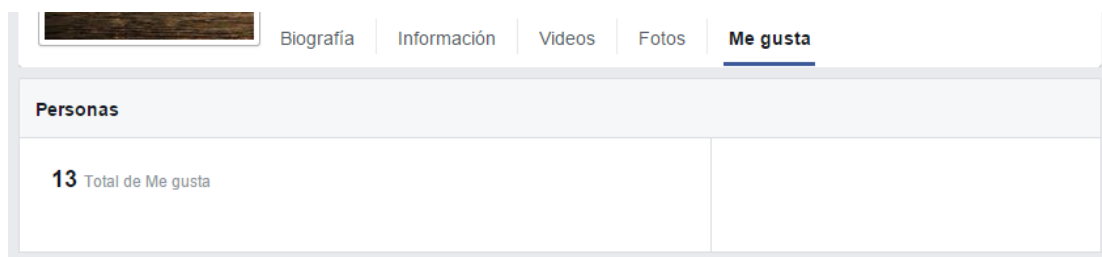 Biografía Información Videos Fotos Me gusta
Personas
13 Total de Me gusta